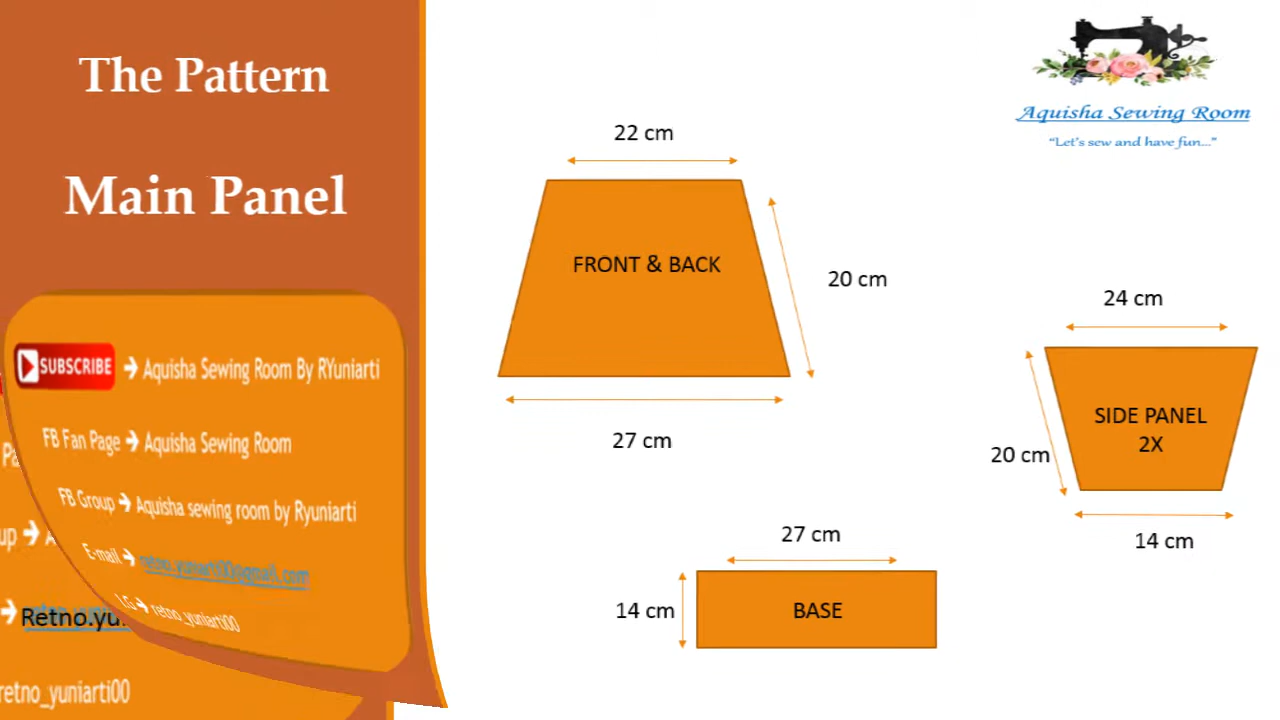 The Pattern
Main Panel
SUBSCRIBE → Aquisha Sewing Room By RYuniarti
FB Fan Page → Aquisha Sewing Room
FB Group → Aquisha sewing room by Ryuniarti
E-mail →
I.G → retno_yuniarti00
Retno.yu
retno_yuniarti00
Aquisha Sewing Room
"Let's sew and have fun..."
22 cm
FRONT & BACK
20 cm
27 cm
24 cm
SIDE PANEL
2X
20 cm
14 cm
27 cm
14 cm
BASE